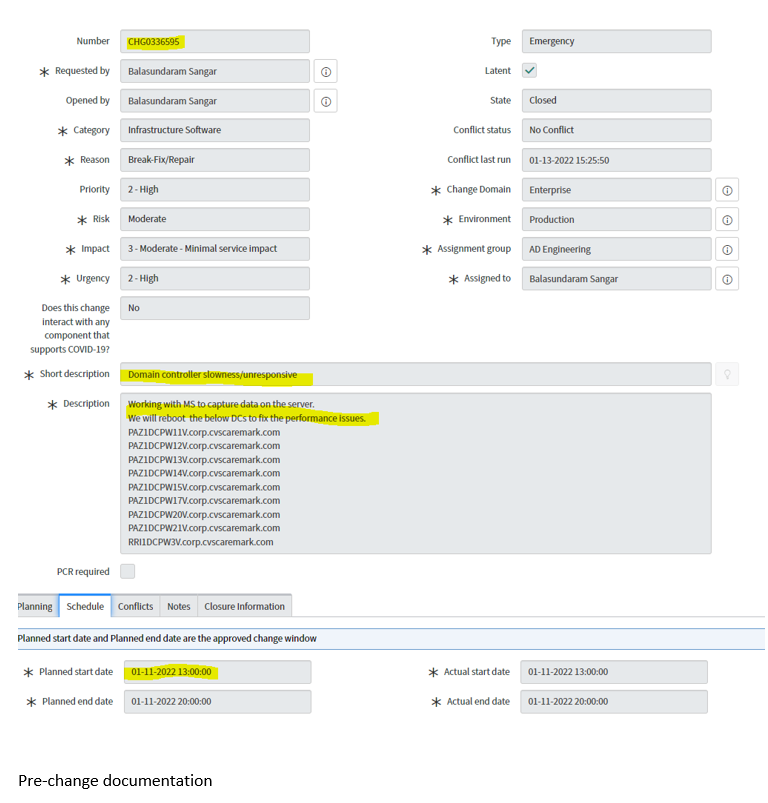 Number CHG0336595 Type Emergency
* Requested by Balasundaram Sangar Latent
Opened by Balasundaram Sangar State Closed
* Category Infrastructure Software Conflict status No Conflict
* Reason Break-Fix/Repair Conflict last run 01-13-2022 15:25:50
Priority 2 - High * Change Domain Enterprise
* Risk Moderate * Environment Production
* Impact 3 - Moderate - Minimal service impact * Assignment group AD Engineering
* Urgency 2 - High * Assigned to Balasundaram Sangar
Does this change No
interact with any
component that
supports COVID-19?
* Short description Domain controller slowness/unresponsive
* Description Working with MS to capture data on the server.
We will reboot the below DCs to fix the performance issues.
PAZ1DCPW11V.corp.cvscaremark.com
PAZ1DCPW12V.corp.cvscaremark.com
PAZ1DCPW13V.corp.cvscaremark.com
PAZ1DCPW14V.corp.cvscaremark.com
PAZ1DCPW15V.corp.cvscaremark.com
PAZ1DCPW17V.corp.cvscaremark.com
PAZ1DCPW20V.corp.cvscaremark.com
PAZ1DCPW21V.corp.cvscaremark.com
RRI1DCPW3V.corp.cvscaremark.com
PCR required
Planning Schedule Conflicts Notes Closure Information
Planned start date and Planned end date are the approved change window
* Planned start date 01-11-2022 13:00:00 * Actual start date 01-11-2022 13:00:00
* Planned end date 01-11-2022 20:00:00 * Actual end date 01-11-2022 20:00:00
Pre-change documentation